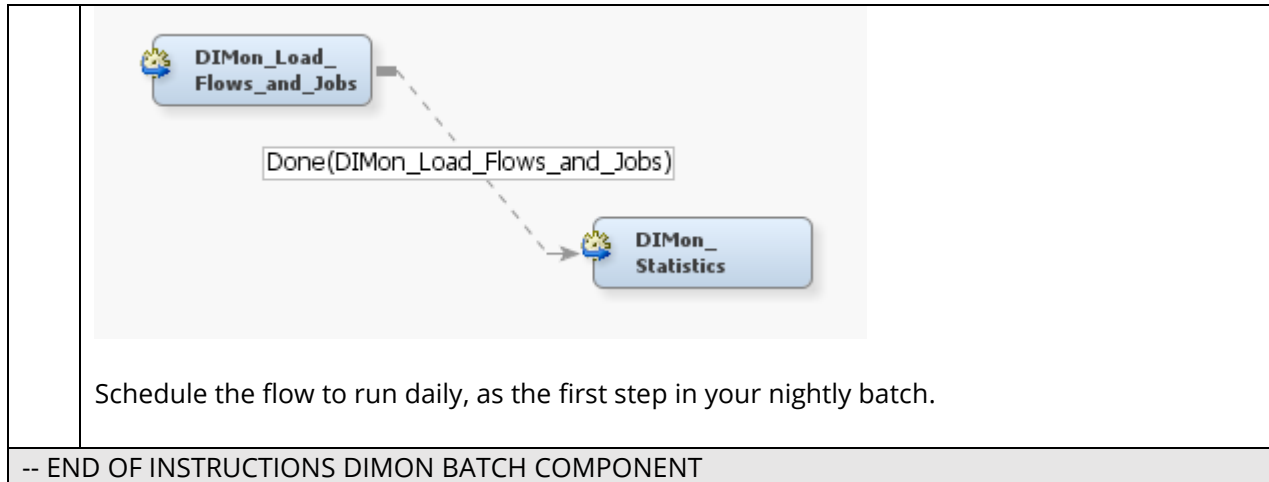 DIMon_Load_
Flows_and_Jobs
Done(DIMon_Load_Flows_and_Jobs)
DIMon_
Statistics
Schedule the flow to run daily, as the first step in your nightly batch.
-- END OF INSTRUCTIONS DIMON BATCH COMPONENT